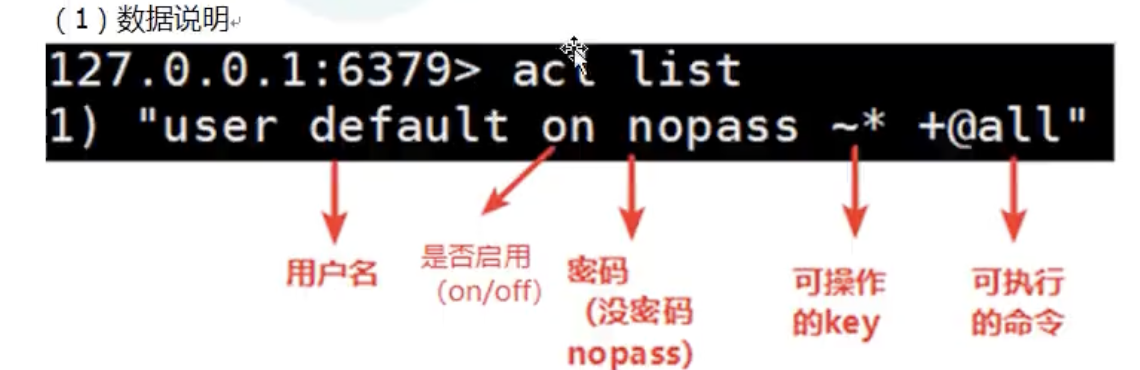 （1）数据说明
127.0.0.1:6379> acl list
1) "user default on nopass ~* +@all"
用户名
是否启用
（on/off）
密码
（没密码
nopass）
可操作
的key
可执行
的命令